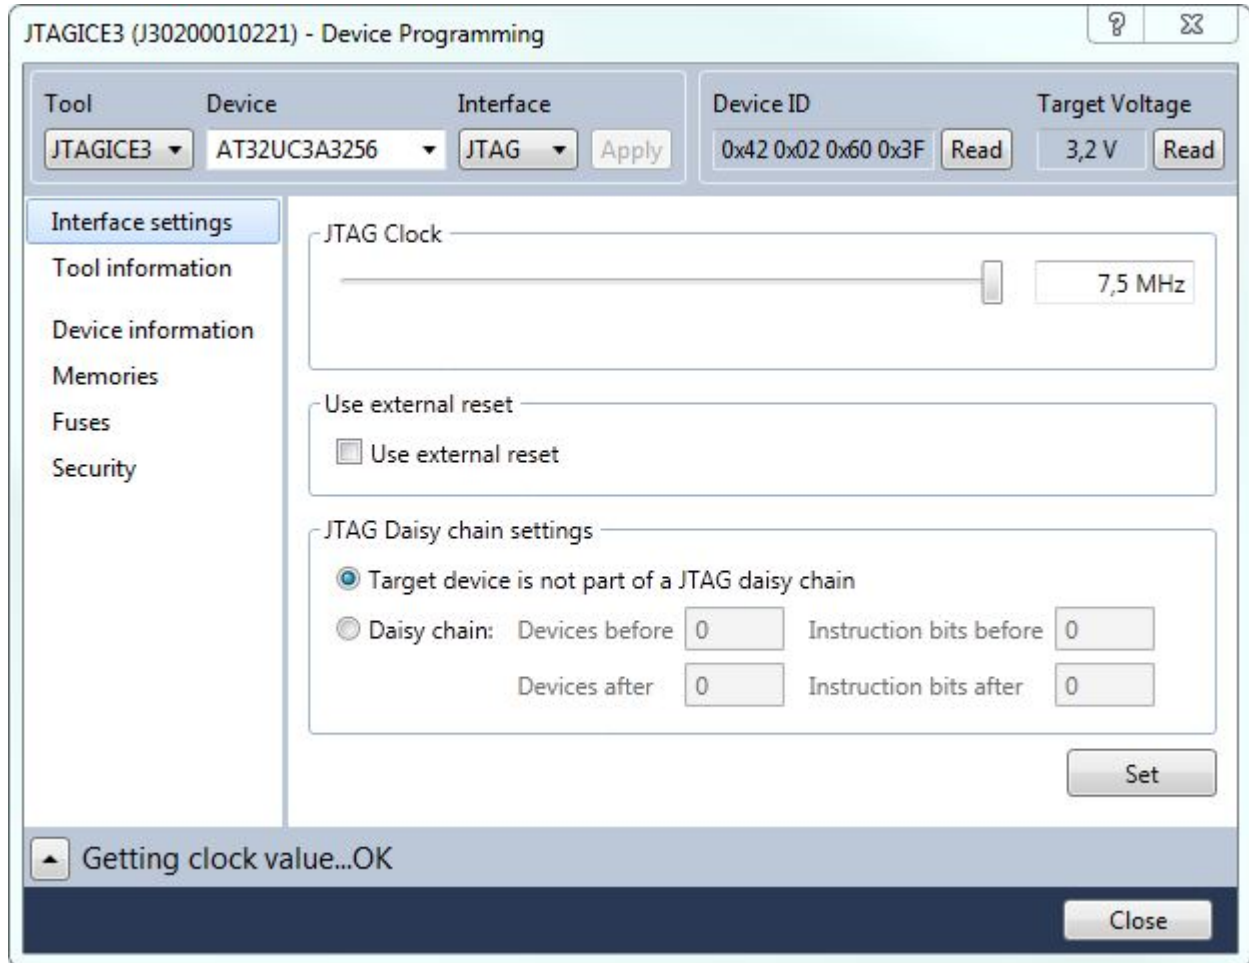 JTAGICE3 (J30200010221) - Device Programming
Tool Device Interface Device ID Target Voltage
JTAGICE3 AT32UC3A3256 JTAG Apply 0x42 0x02 0x60 0x3F Read 3,2 V Read
Interface settings
Tool information
Device information
Memories
Fuses
Security
JTAG Clock
7,5 MHz
Use external reset
Use external reset
JTAG Daisy chain settings
Target device is not part of a JTAG daisy chain
Daisy chain: Devices before 0 Instruction bits before 0
Devices after 0 Instruction bits after 0
Set
Getting clock value...OK
Close